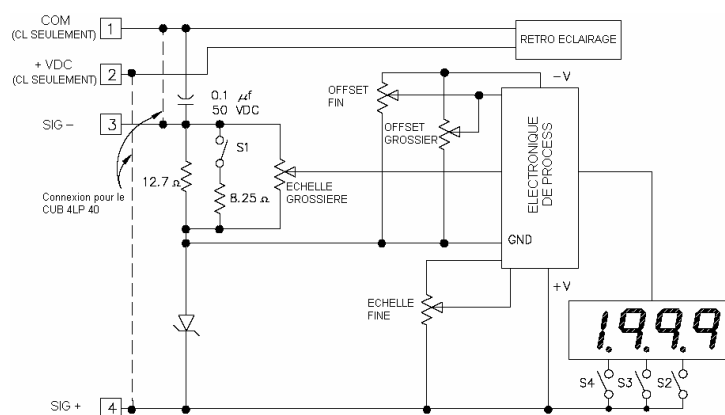 COM
(CL SEULEMENT)
1
RETRO ECLAIRAGE
+ VDC
(CL SEULEMENT)
2
0.1 µf
50 VDC
SIG-
3
OFFSET
FIN
-V
OFFSET
GROSSIER
S1
12.7 Ω
8.25 Ω
ECHELLE
GROSSIERE
ELECTRONIQUE
DE PROCESS
Connexion pour le
CUB 4LP 40
GND
+V
ECHELLE
FINE
1.9.9.9
S4
S3
S2
SIG +
4